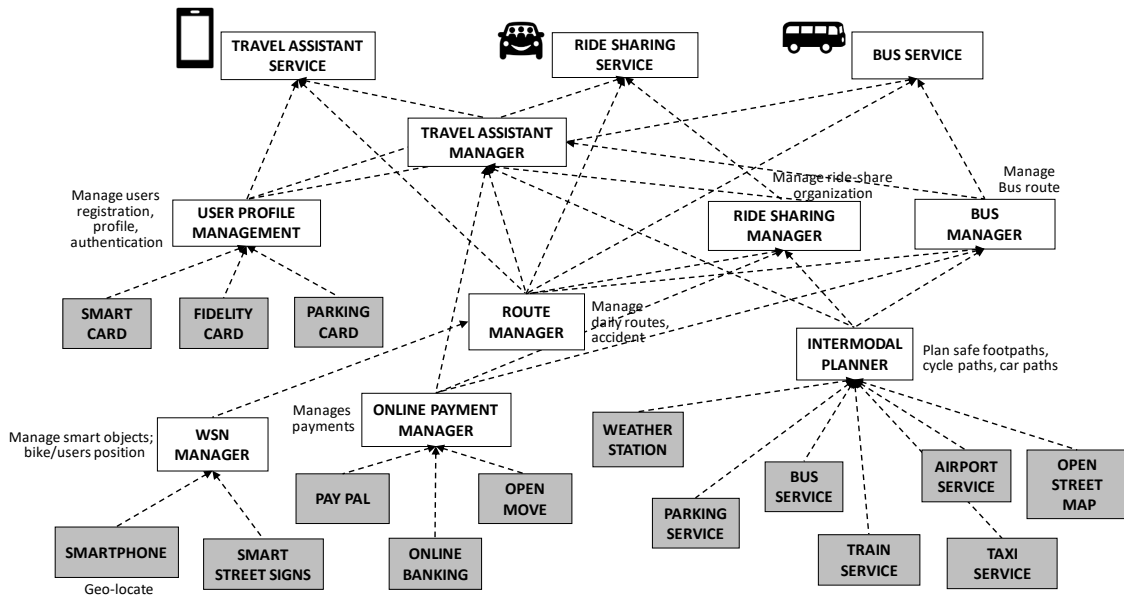 TRAVEL ASSISTANT
SERVICE
RIDE SHARING
SERVICE
BUS SERVICE
TRAVEL ASSISTANT
MANAGER
Manage users
registration,
profile,
authentication
USER PROFILE
MANAGEMENT
Manage ride-share
organization
RIDE SHARING
MANAGER
Manage
Bus route
BUS
MANAGER
SMART
CARD
FIDELITY
CARD
PARKING
CARD
ROUTE
MANAGER
Manage
daily routes,
accident
INTERMODAL
PLANNER
Plan safe footpaths,
cycle paths, car paths
Manage smart objects;
bike/users position
WSN
MANAGER
Manages
payments
ONLINE PAYMENT
MANAGER
WEATHER
STATION
BUS
SERVICE
AIRPORT
SERVICE
OPEN
STREET
MAP
PAY PAL
OPEN
MOVE
PARKING
SERVICE
SMARTPHONE
Geo-locate
SMART
STREET SIGNS
ONLINE
BANKING
TRAIN
SERVICE
TAXI
SERVICE